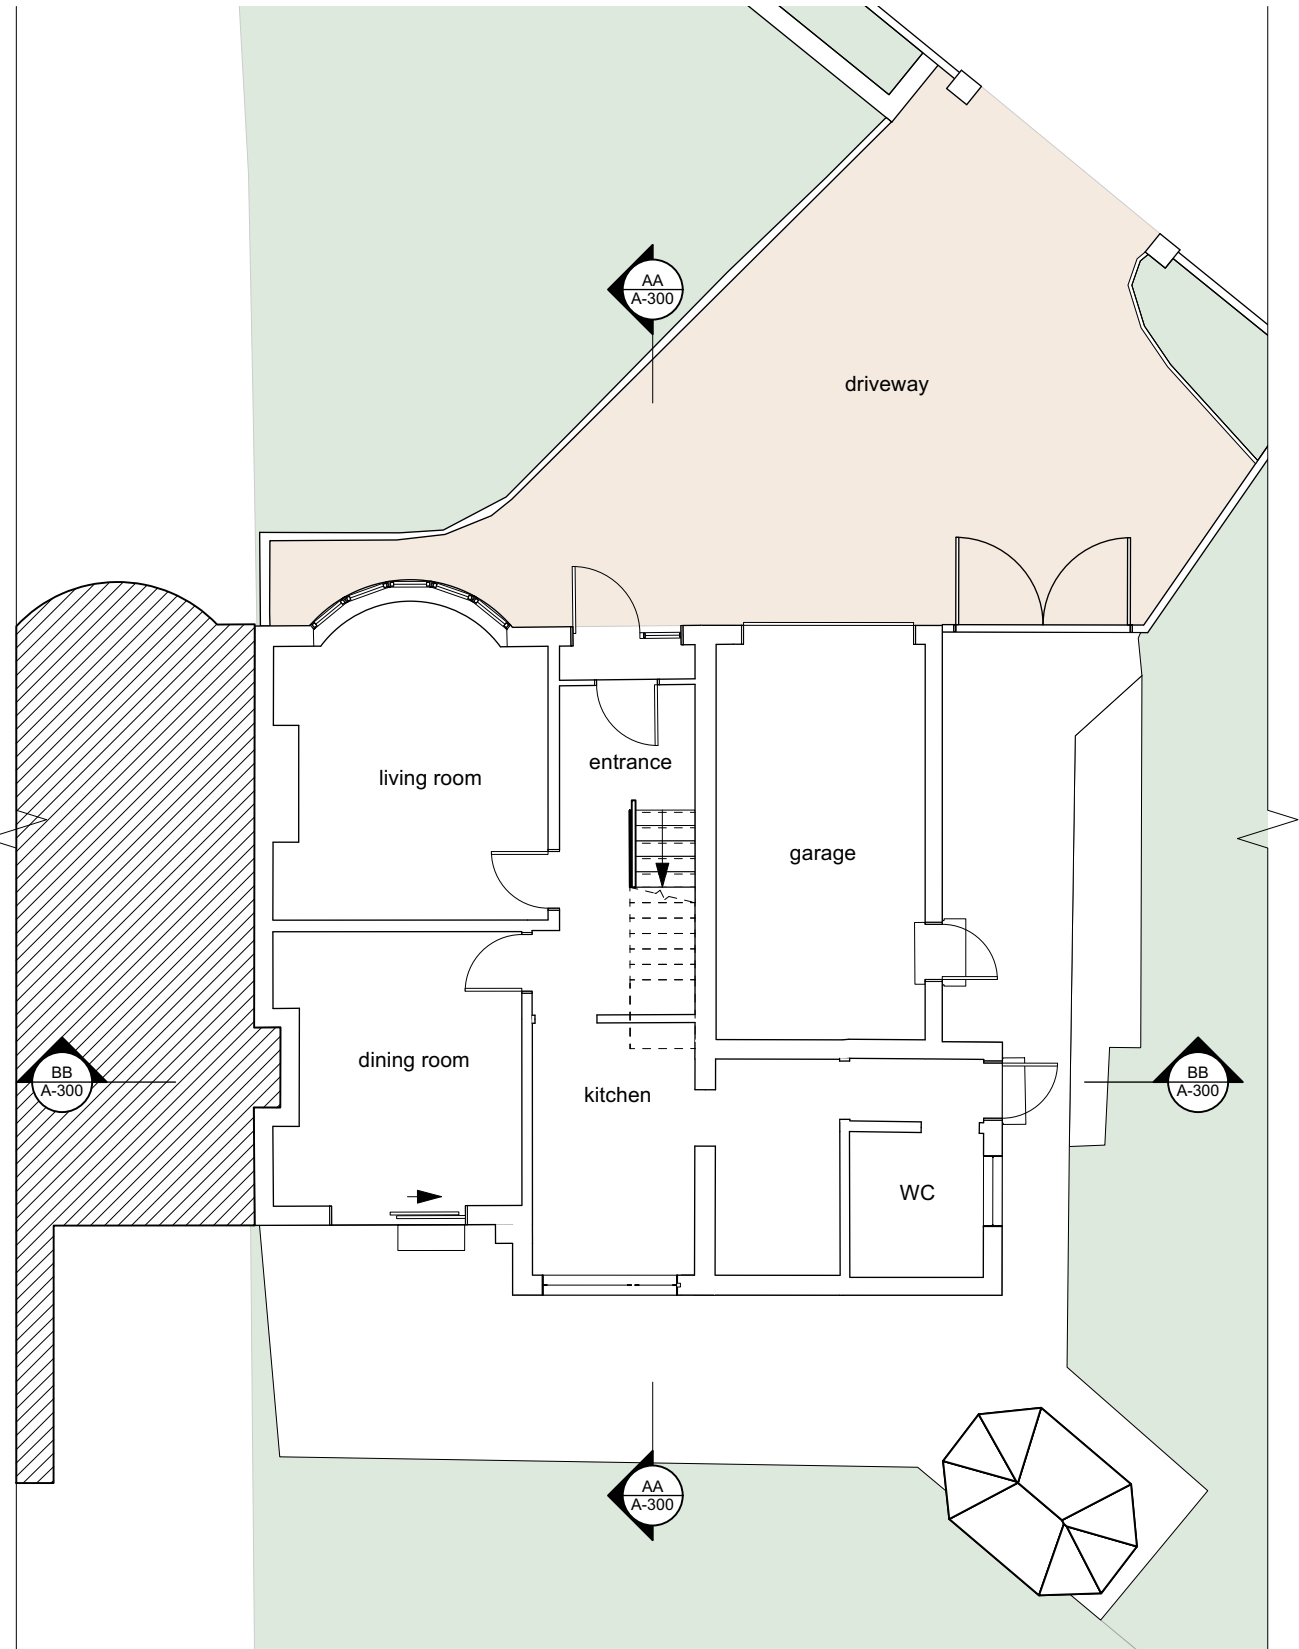 AA
A-300
driveway
entrance
living room
garage
dining room
BB
A-300
BB
A-300
kitchen
WC
AA
A-300